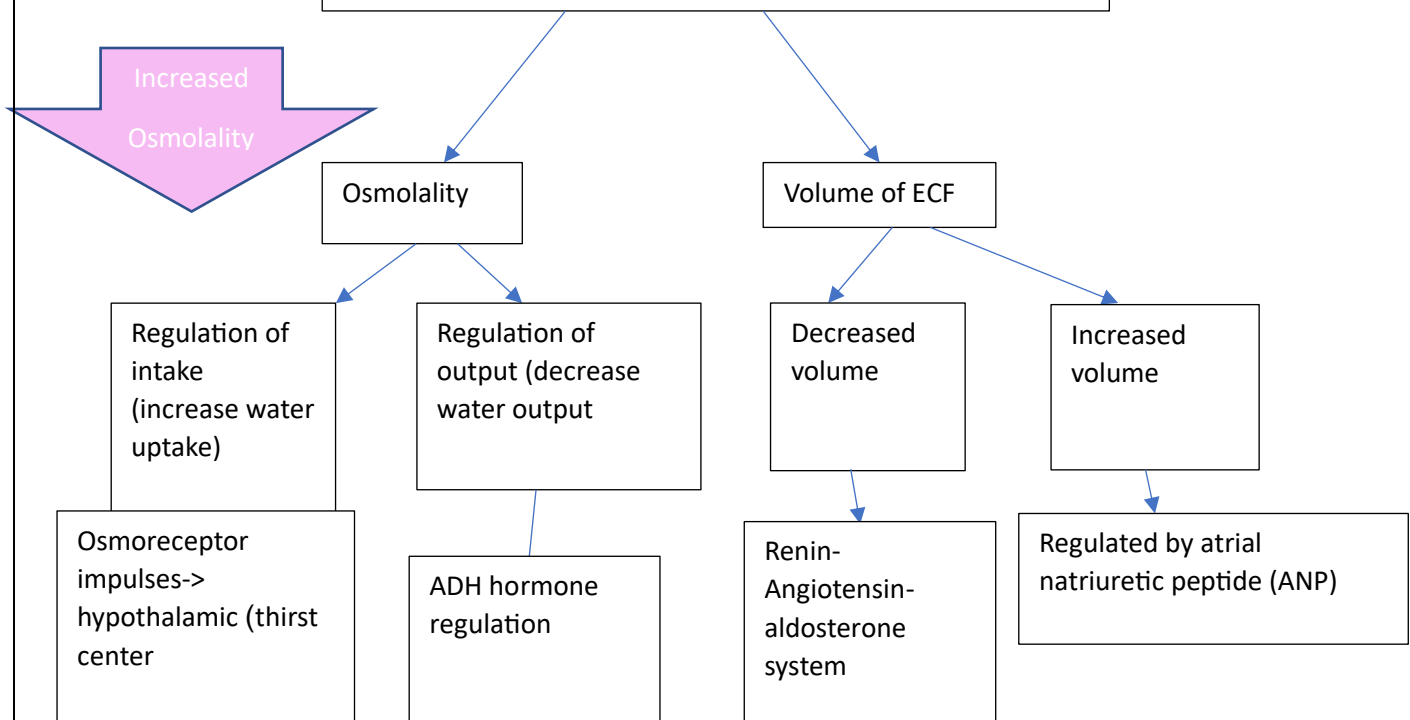 Increased
Osmolality
Osmolality
Volume of ECF
Regulation of
intake
(increase water
uptake)
Regulation of
output (decrease
water output
Decreased
volume
Increased
volume
Osmoreceptor
impulses->
hypothalamic (thirst
center
ADH hormone
regulation
Renin-
Angiotensin-
aldosterone
system
Regulated by atrial
natriuretic peptide (ANP)